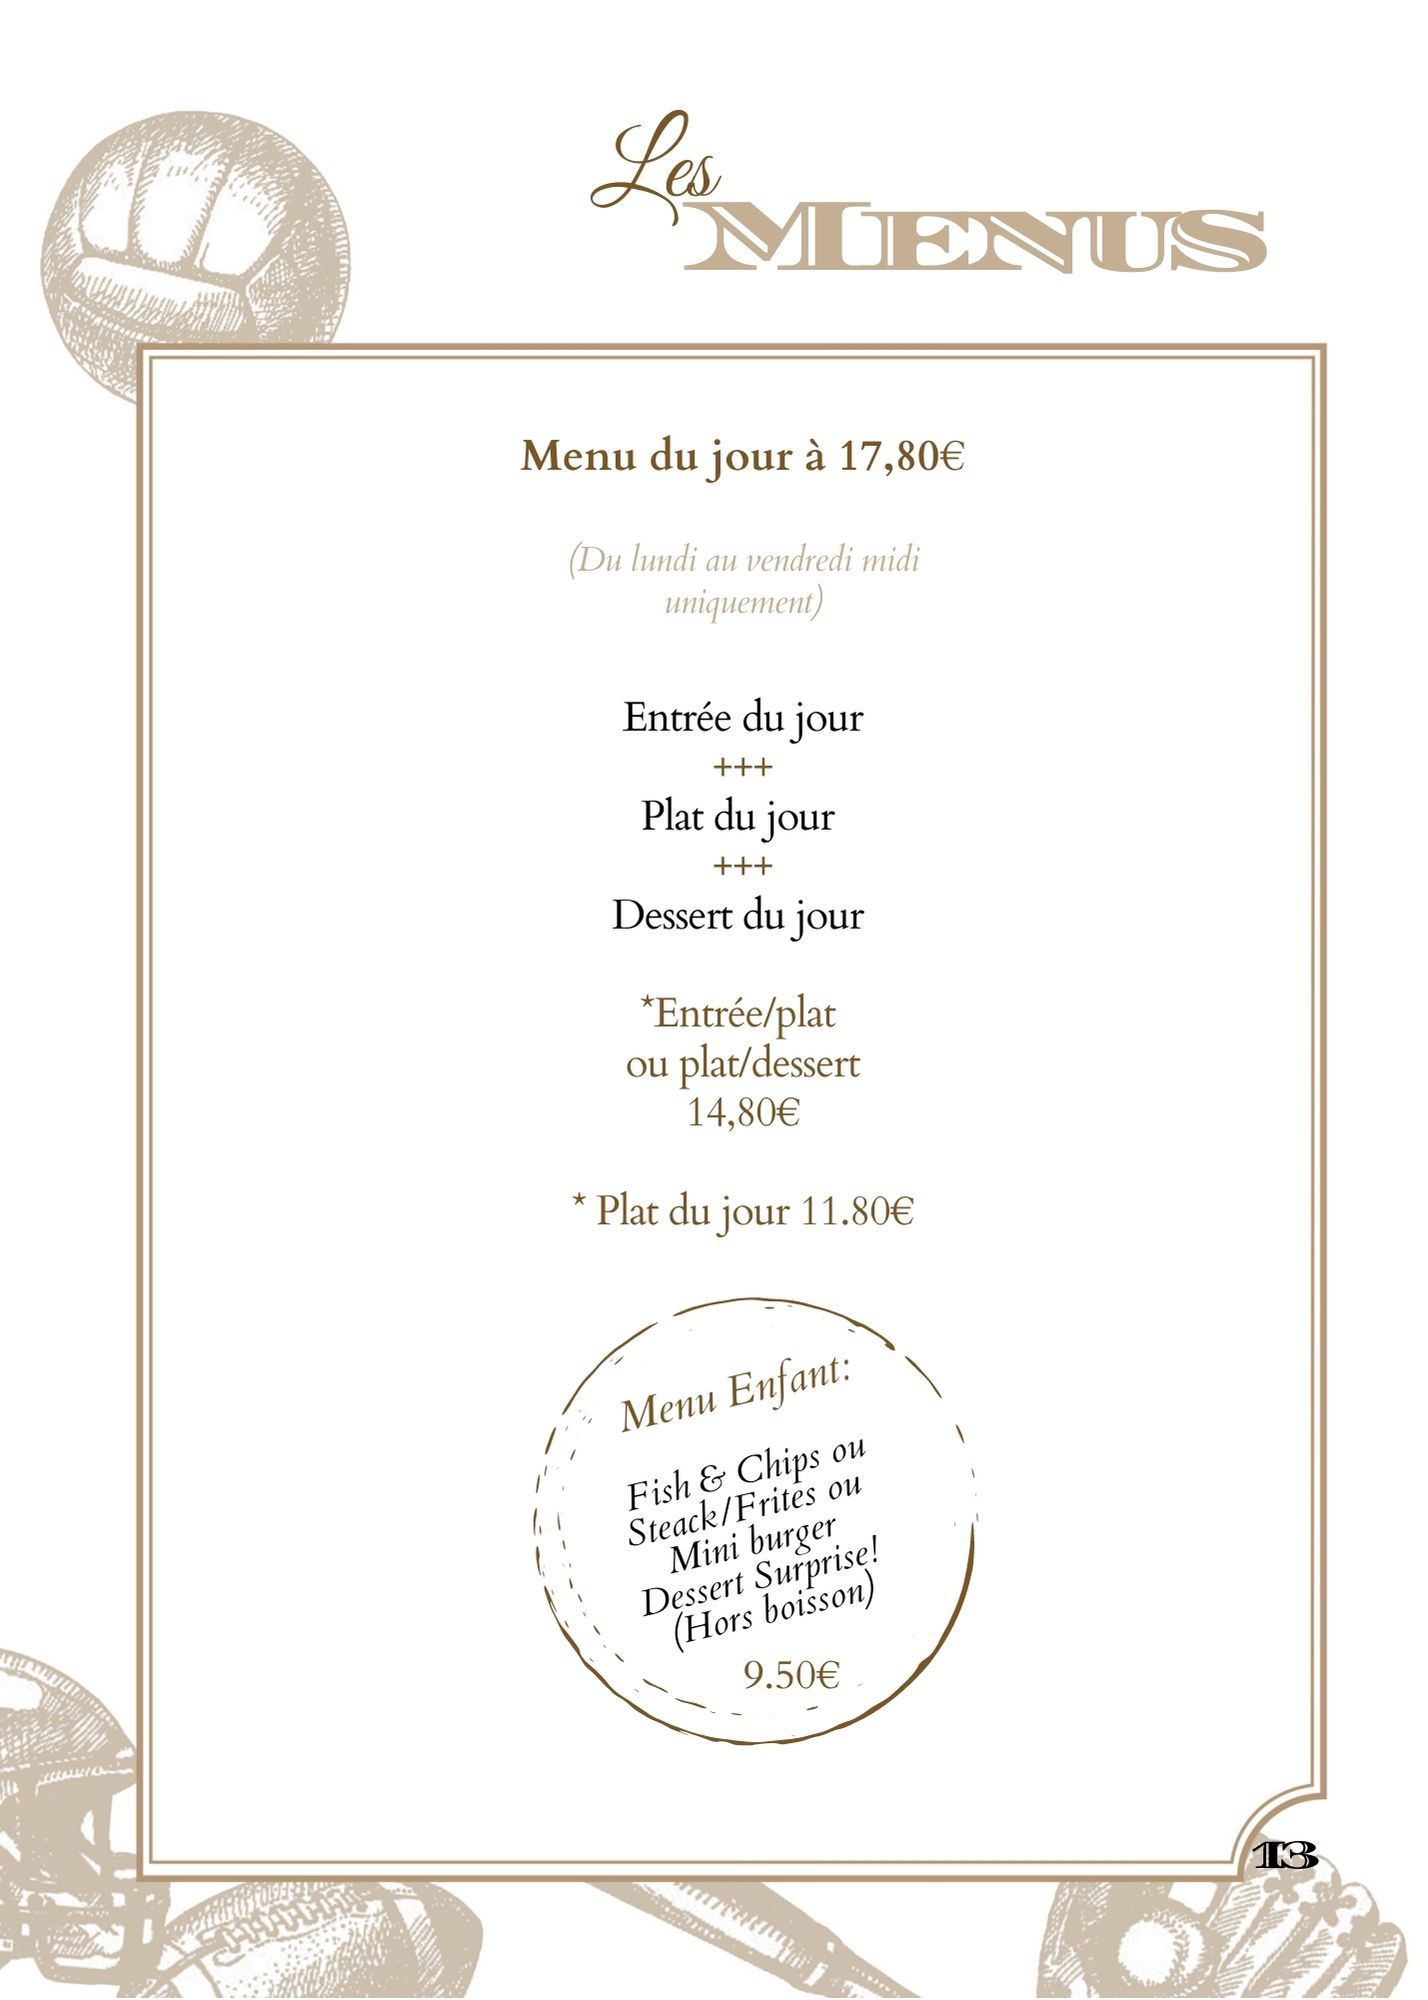 Les
MENUS
Menu du jour à 17,80€
(Du lundi au vendredi midi
uniquement)
Entrée du jour
+++
Plat du jour
+++
Dessert du jour
*Entrée/plat
ou plat/dessert
14,80€
* Plat du jour 11.80€
Menu Enfant:
Fish & Chips ou
Steack/Frites ou
Mini burger
Dessert Surprise!
(Hors boisson)
9.50€
13